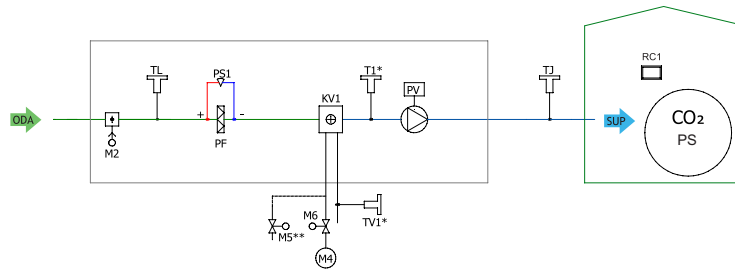 RC1
TL
PS1
T1*
TJ
PV
KV1
ODA
+
-
SUP
CO₂
PS
M2
PF
M6
TV1*
M5**
M4